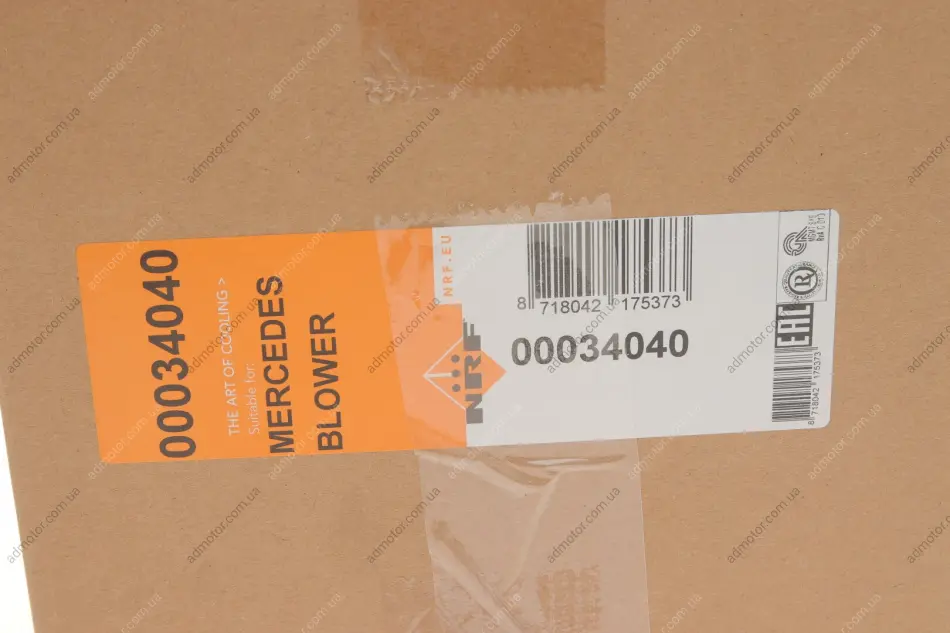 00034040
THE ART OF COOLING >
Suitable for:
MERCEDES
BLOWER
NRF.EU
NRF
8 718042 175373
00034040
EAC
8 718042 175373
admotor.com.ua